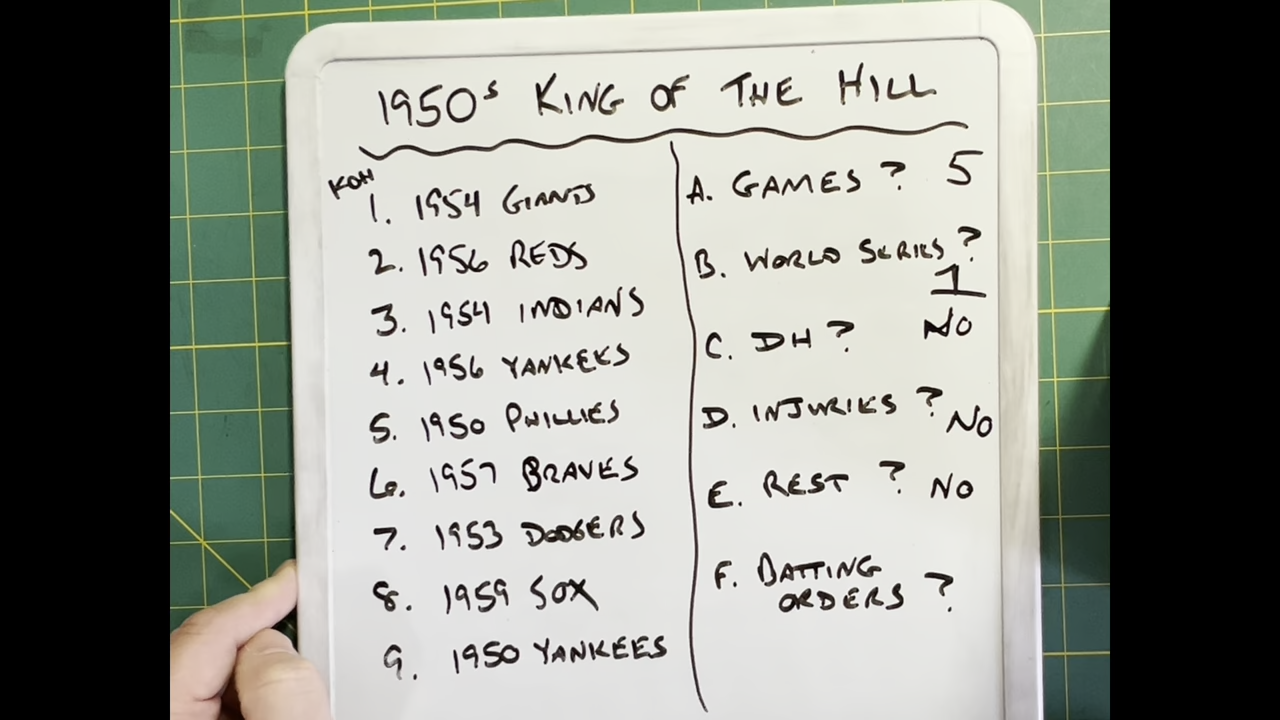 1950s KING OF THE HILL
KOH
1. 1954 GIANTS
2. 1956 REDS
3. 1954 INDIANS
4. 1956 YANKEES
5. 1950 PHILLIES
6. 1957 BRAVES
7. 1953 DODGERS
8. 1959 SOX
9. 1950 YANKEES
A. GAMES? 5
B. WORLD SERIES?
1
C. DH? NO
D. INJURIES? NO
E. REST? NO
F. BATTING
ORDERS?